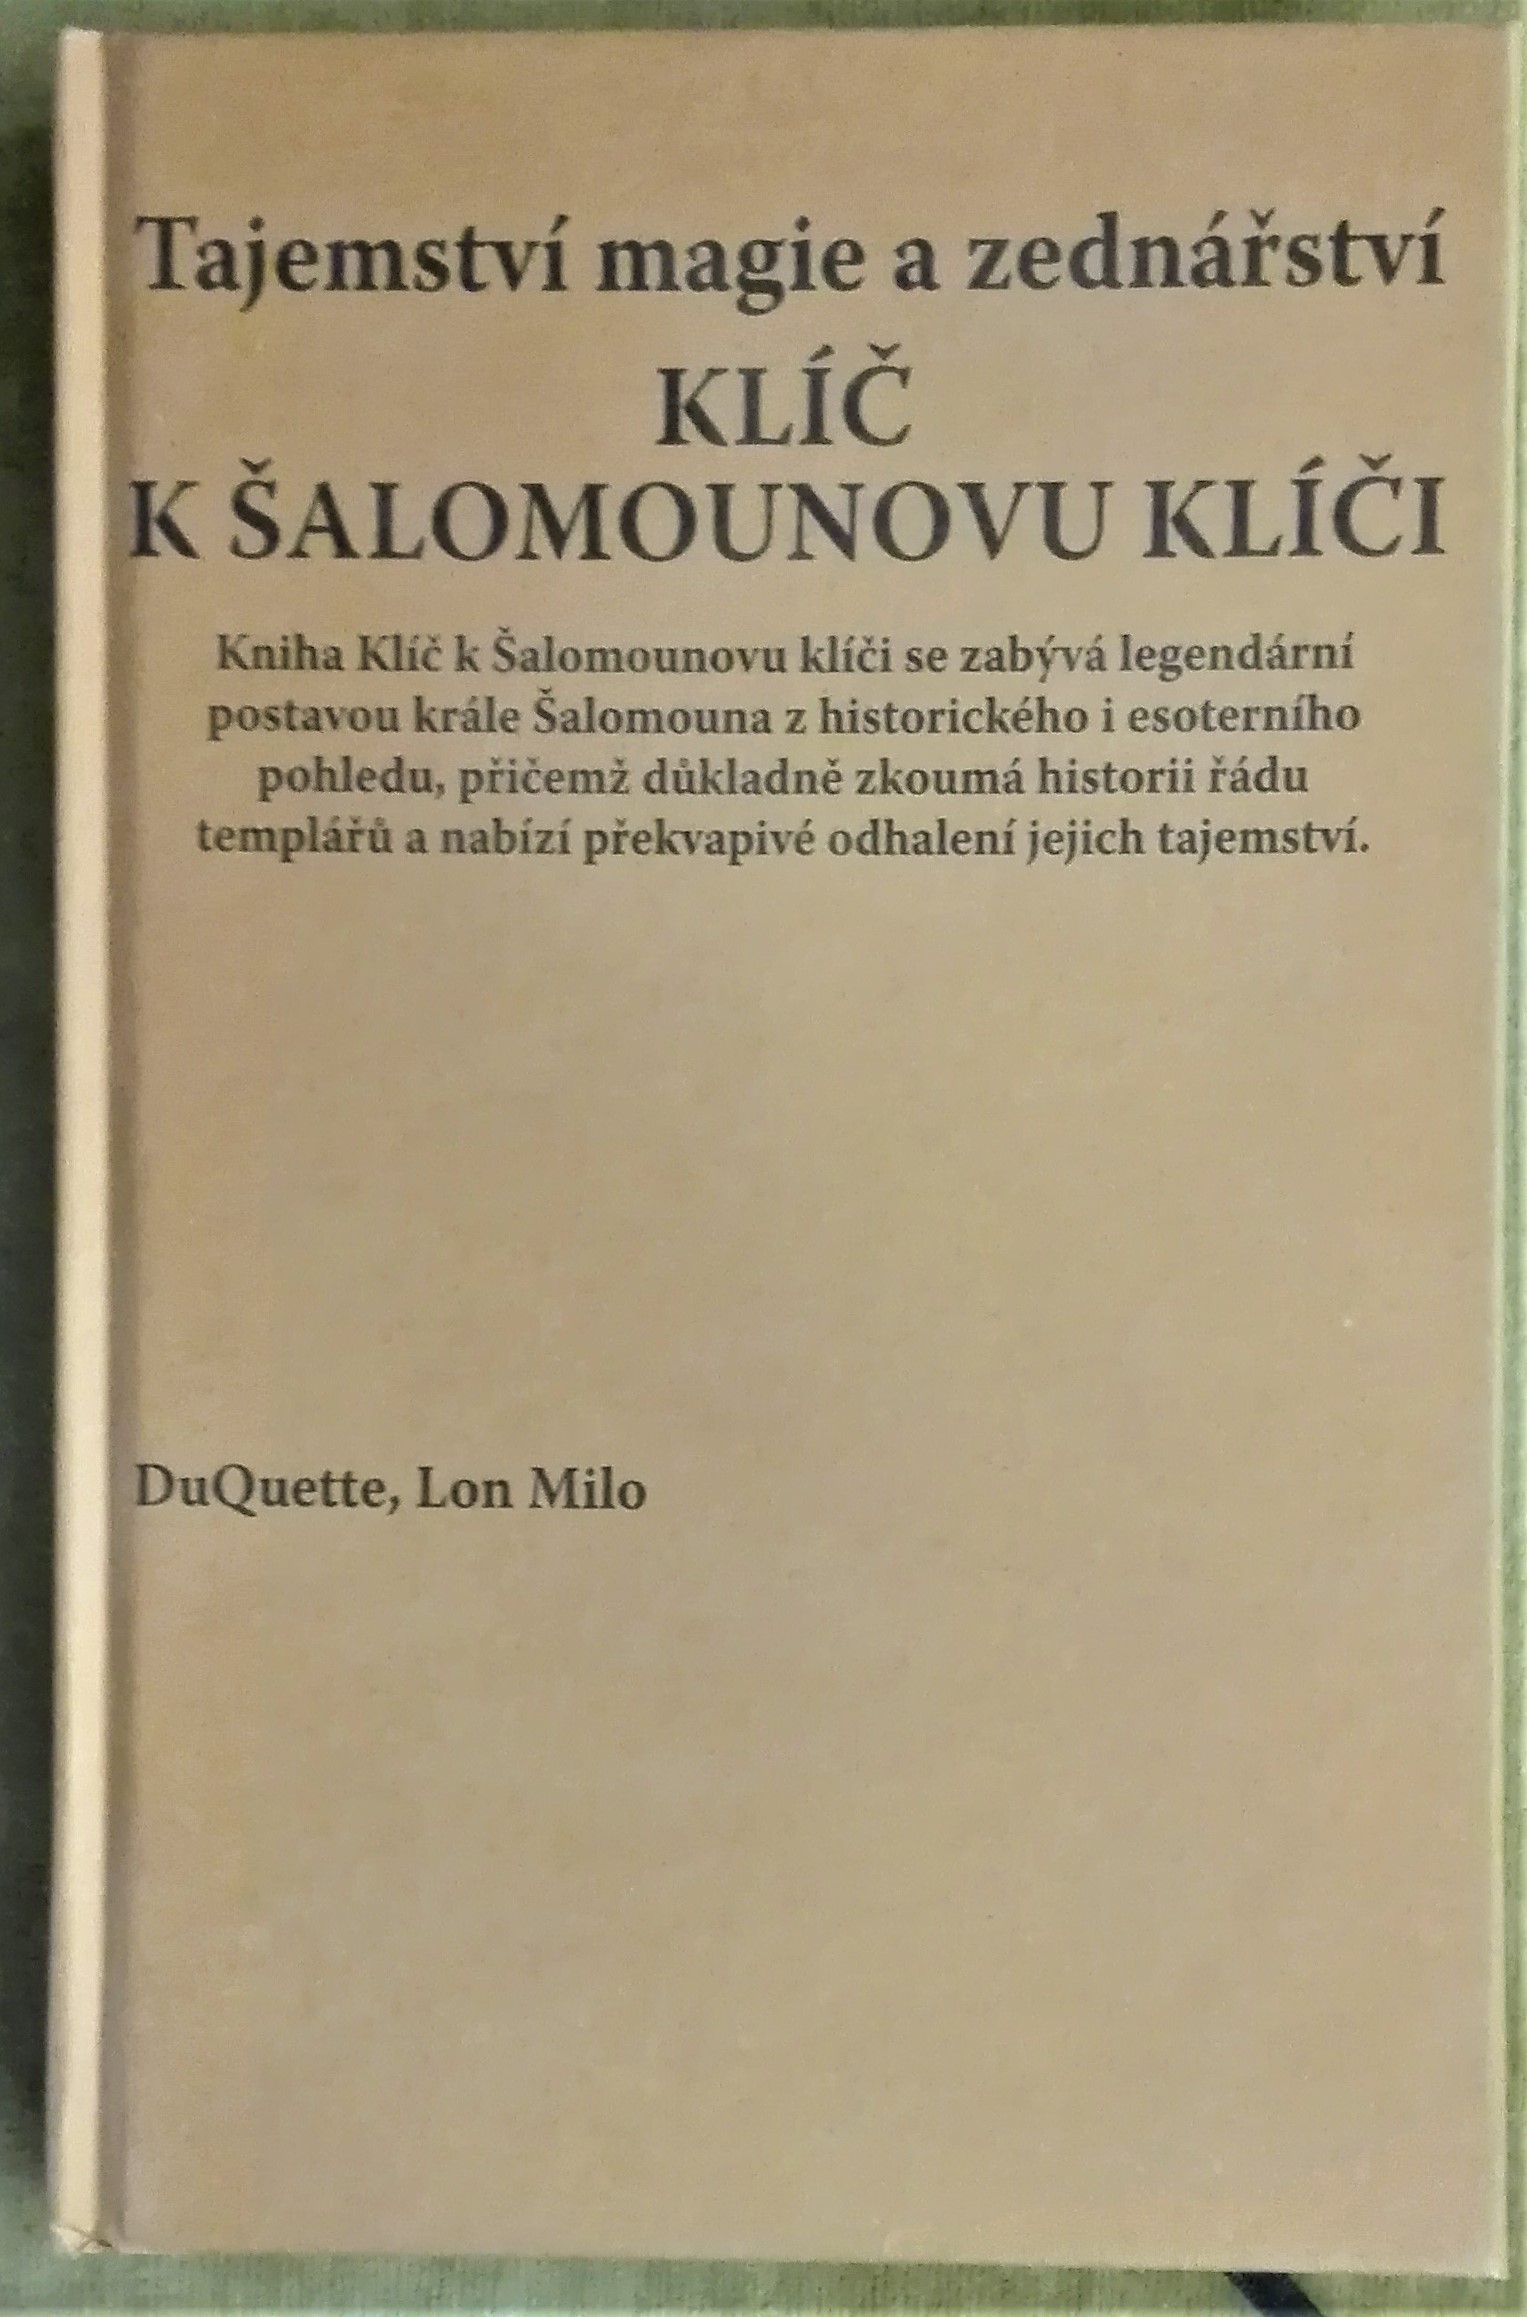 Tajemství magie a zednářství
KLÍČ
K ŠALOMOUNOVU KLÍČI
Kniha Klíč k Šalomounovu klíči se zabývá legendární
postavou krále Šalomouna z historického i esoterního
pohledu, přičemž důkladně zkoumá historii řádu
templářů a nabízí překvapivé odhalení jejich tajemství.
DuQuette, Lon Milo